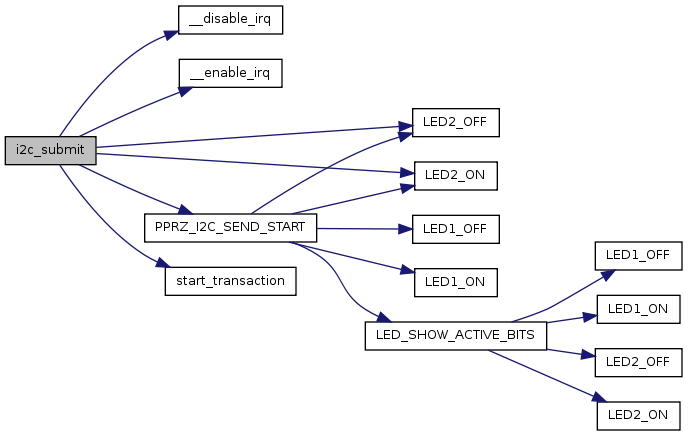 __disable_irq
__enable_irq
LED2_OFF
i2c_submit
LED2_ON
PPRZ_I2C_SEND_START
LED1_OFF
LED1_OFF
start_transaction
LED1_ON
LED1_ON
LED_SHOW_ACTIVE_BITS
LED2_OFF
LED2_ON